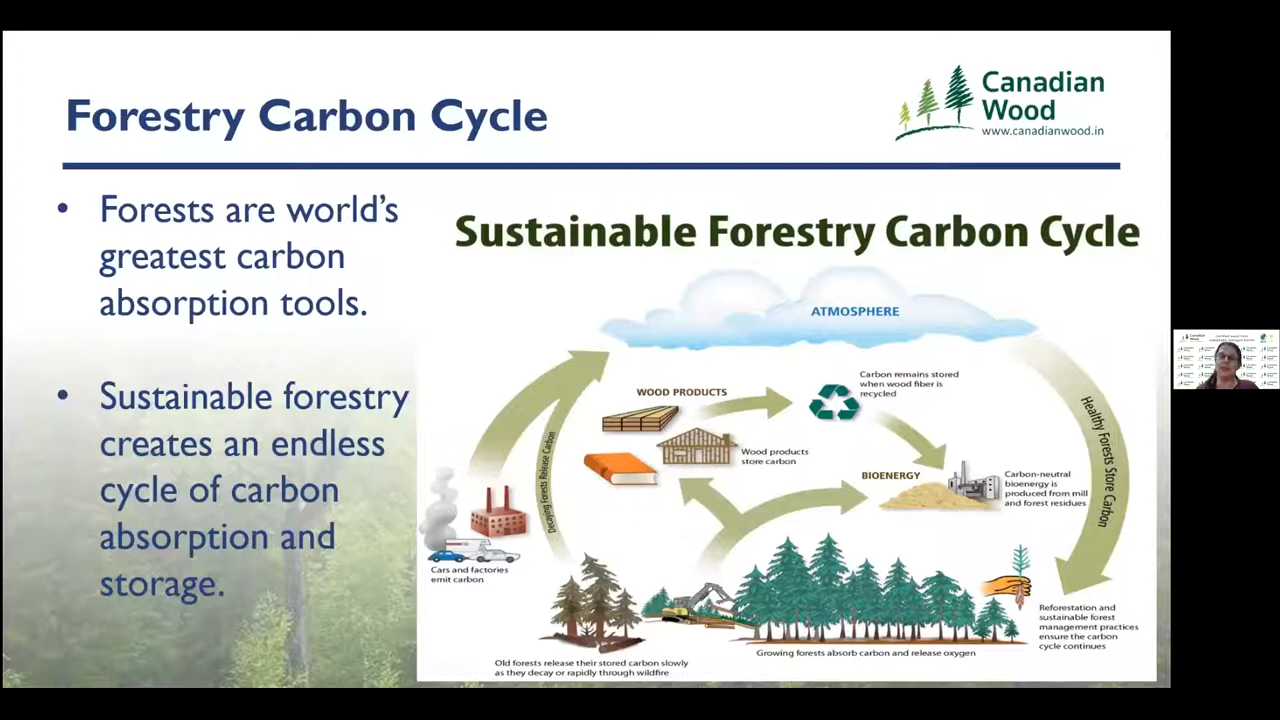 Forestry Carbon Cycle
Canadian
Wood
www.canadianwood.in
• Forests are world's
greatest carbon
absorption tools.
• Sustainable forestry
creates an endless
cycle of carbon
absorption and
storage.
Sustainable Forestry Carbon Cycle
ATMOSPHERE
WOOD PRODUCTS
Carbon remains stored
when wood fiber is
recycled
Wood products
store carbon
BIOENERGY
Carbon-neutral
bioenergy is
produced from mill
and forest residues
Healthy Forests Store Carbon
Decaying Forests Release Carbon
Cars and factories
emit carbon
Reforestation and
sustainable forest
management practices
ensure the carbon
cycle continues
Growing forests absorb carbon and release oxygen
Old forests release their stored carbon slowly
as they decay or rapidly through wildfire